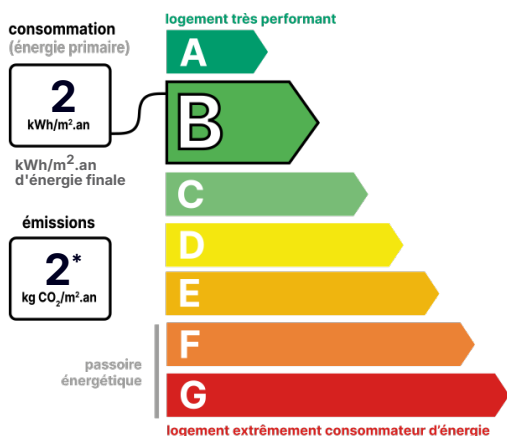 logement très performant
consommation
(énergie primaire)
2
kWh/m².an
kWh/m².an
d'énergie finale
émissions
2*
kg CO₂/m².an
passoire
énergétique
A
B
C
D
E
F
G
logement extrêmement consommateur d'énergie